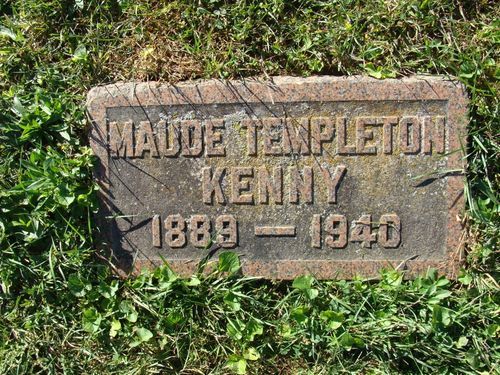 MAUDE TEMPLETON
KENNY
1889 — 1940